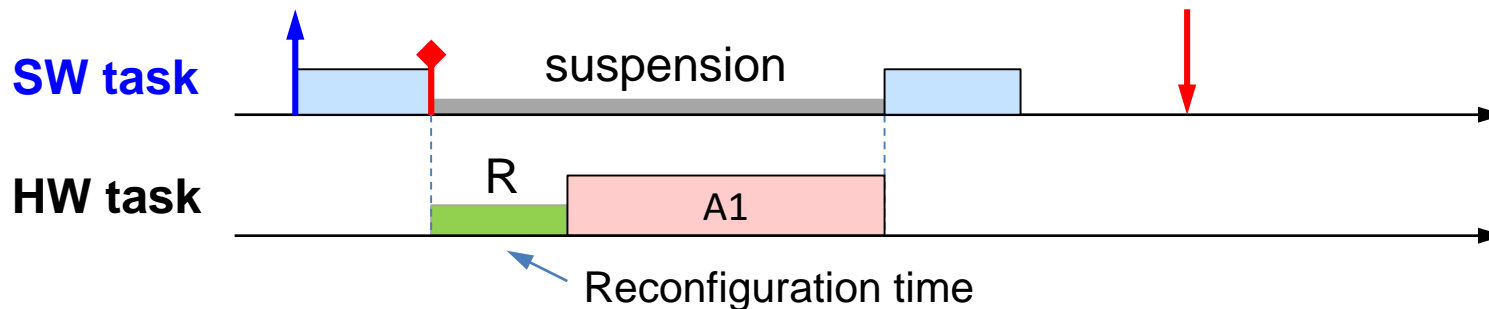 suspension
SW task
R
HW task
A1
Reconfiguration time